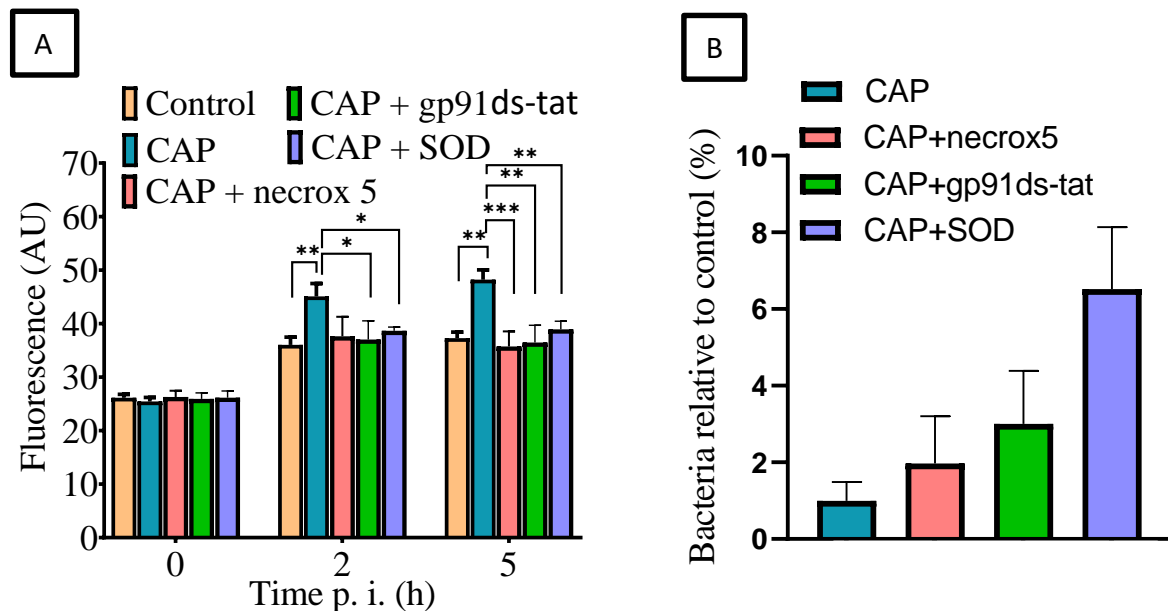 A
Control
CAP + gp91ds-tat
CAP
CAP + SOD
CAP + necrox 5
Fluorescence (AU)
70
60
50
40
30
20
10
0
** * *
** *** ** **
0 2 5
Time p. i. (h)
B
CAP
CAP+necrox5
CAP+gp91ds-tat
CAP+SOD
Bacteria relative to control (%)
10
8
6
4
2
0